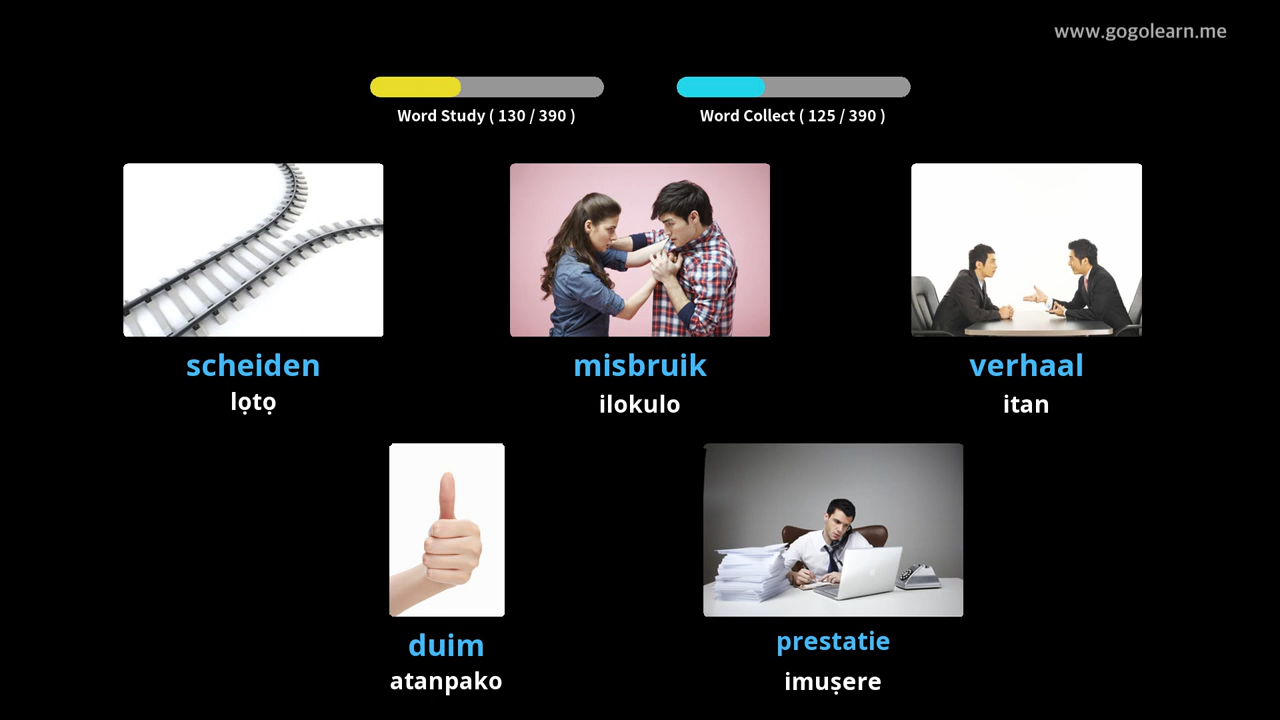 www.gogolearn.me
Word Study ( 130 / 390 )
Word Collect ( 125 / 390 )
scheiden
lọtọ
misbruik
ilokulo
verhaal
itan
duim
atanpako
prestatie
imuṣere